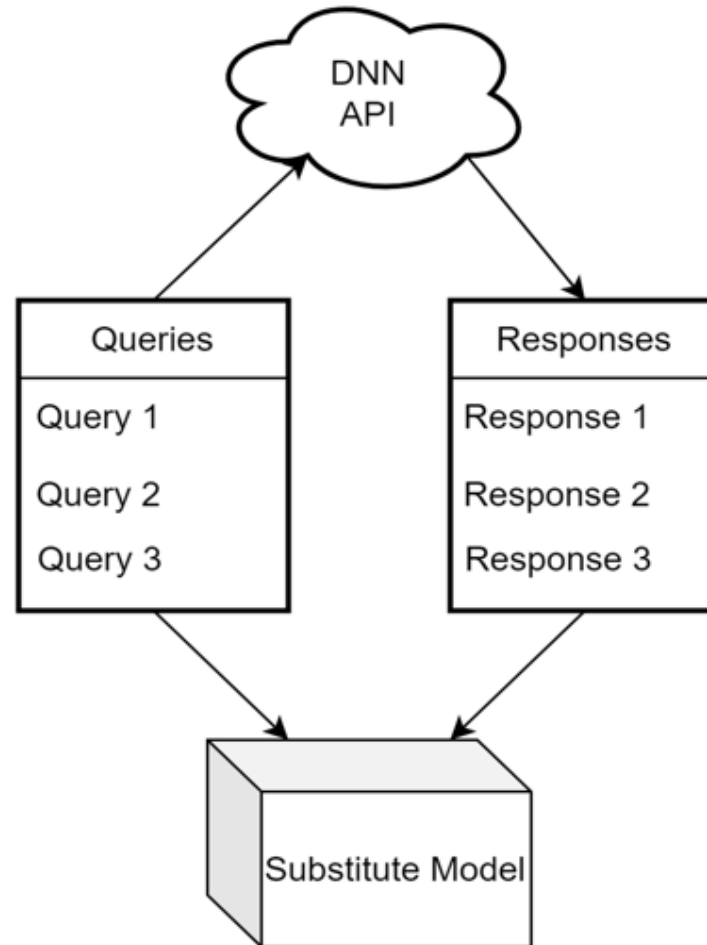 DNN
API
Queries
Query 1
Query 2
Query 3
Responses
Response 1
Response 2
Response 3
Substitute Model